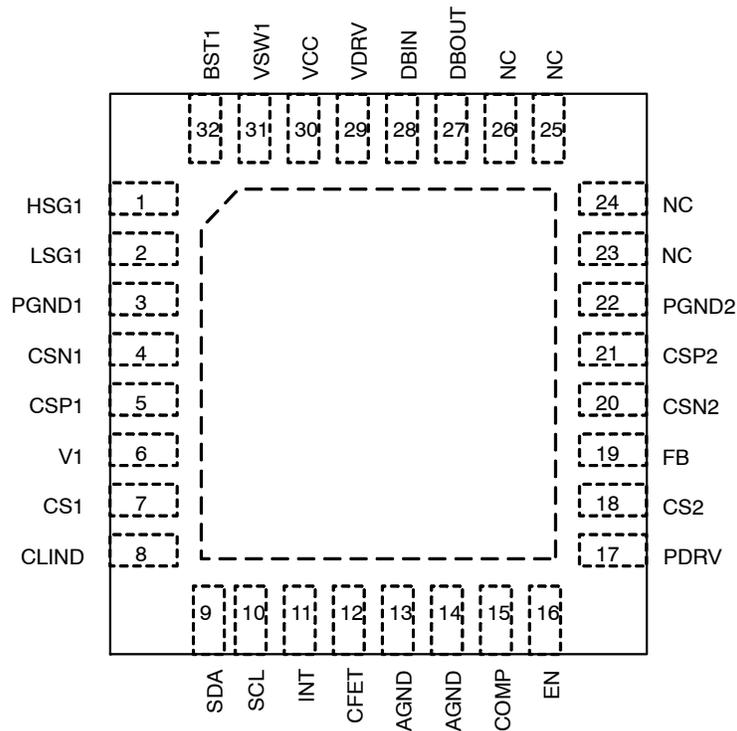 BST1 VSW1 VCC VDRV DBIN DBOUT NC NC
32 31 30 29 28 27 26 25
HSG1 1 24 NC
LSG1 2 23 NC
PGND1 3 22 PGND2
CSN1 4 21 CSP2
CSP1 5 20 CSN2
V1 6 19 FB
CS1 7 18 CS2
CLIND 8 17 PDRV
9 10 11 12 13 14 15 16
SDA SCL INT CFET AGND AGND COMP EN